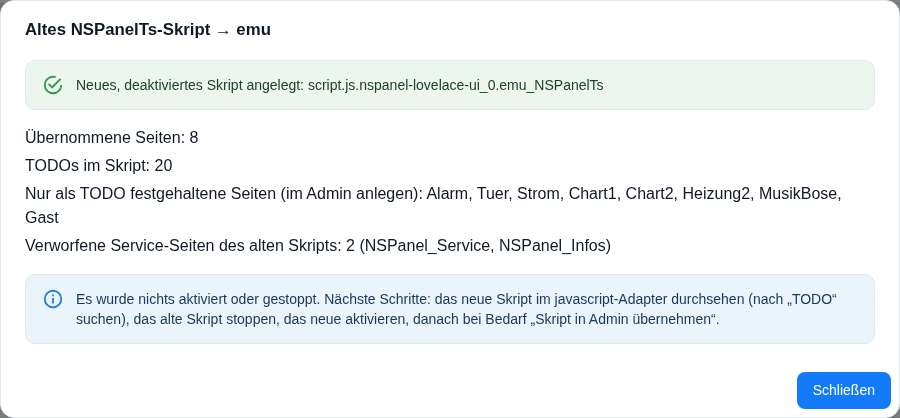 Altes NSPanelTs-Skript → emu
Neues, deaktiviertes Skript angelegt: script.js.nspanel-lovelace-ui_0.emu_NSPanelTs
Übernommene Seiten: 8
TODOs im Skript: 20
Nur als TODO festgehaltene Seiten (im Admin anlegen): Alarm, Tuer, Strom, Chart1, Chart2, Heizung2, MusikBose,
Gast
Verworfene Service-Seiten des alten Skripts: 2 (NSPanel_Service, NSPanel_Infos)
Es wurde nichts aktiviert oder gestoppt. Nächste Schritte: das neue Skript im javascript-Adapter durchsehen (nach „TODO“
suchen), das alte Skript stoppen, das neue aktivieren, danach bei Bedarf „Skript in Admin übernehmen“.
Schließen